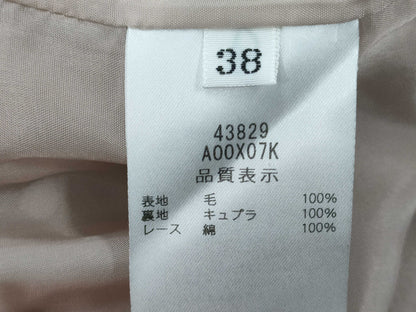 38
43829
A00X07K
品質表示
表地 毛 100%
裏地 キュプラ 100%
レース 綿 100%